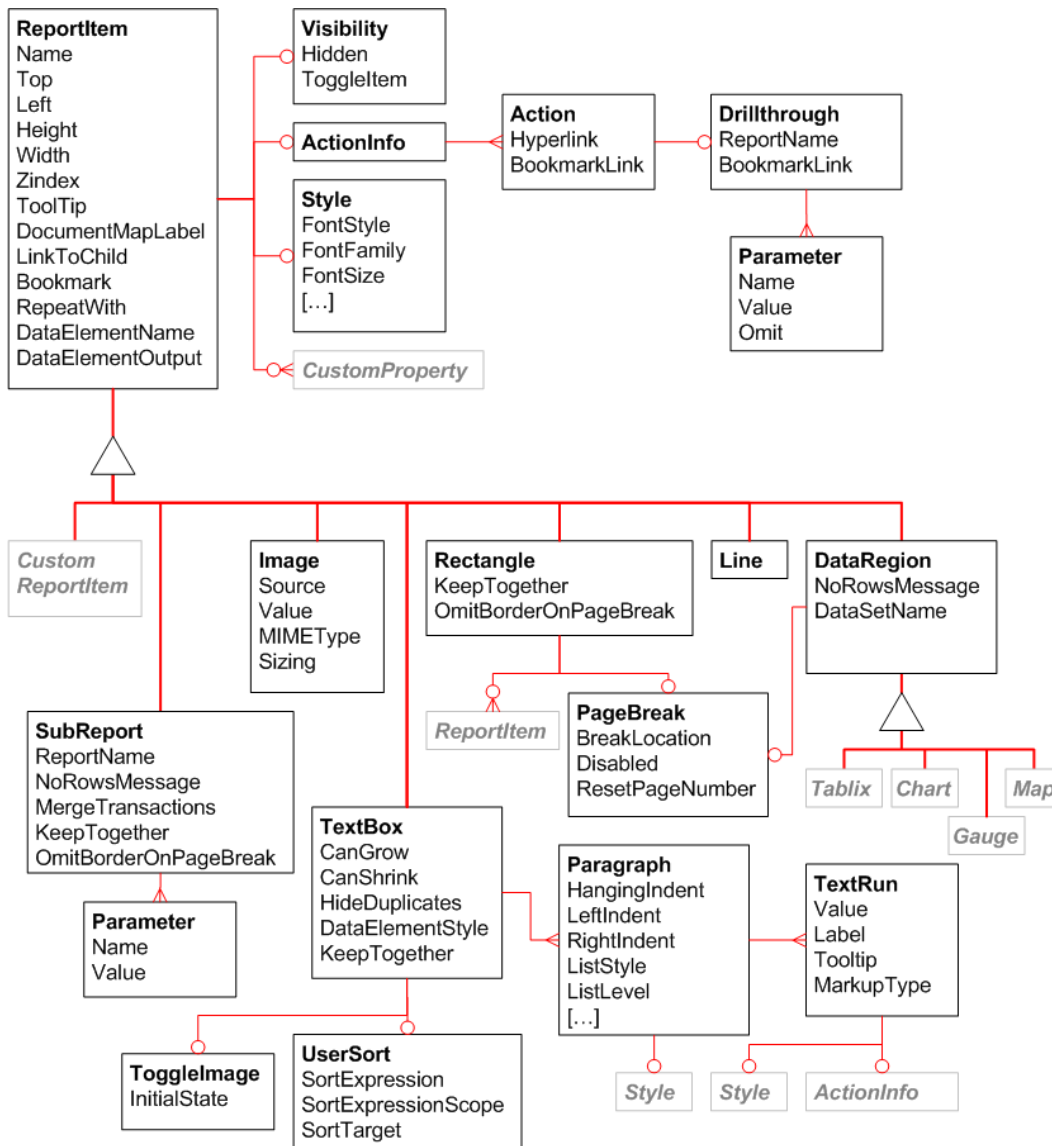 ReportItem
Name
Top
Left
Height
Width
Zindex
ToolTip
DocumentMapLabel
LinkToChild
Bookmark
RepeatWith
DataElementName
DataElementOutput
Visibility
Hidden
ToggleItem
ActionInfo
Style
FontStyle
FontFamily
FontSize
[...]
CustomProperty
Action
Hyperlink
BookmarkLink
Drillthrough
ReportName
BookmarkLink
Parameter
Name
Value
Omit
Custom
ReportItem
Image
Source
Value
MIMEType
Sizing
Rectangle
KeepTogether
OmitBorderOnPageBreak
Line
DataRegion
NoRowsMessage
DataSetName
SubReport
ReportName
NoRowsMessage
MergeTransactions
KeepTogether
OmitBorderOnPageBreak
ReportItem
PageBreak
BreakLocation
Disabled
ResetPageNumber
Tablix
Chart
Map
Gauge
Parameter
Name
Value
TextBox
CanGrow
CanShrink
HideDuplicates
DataElementStyle
KeepTogether
Paragraph
HangingIndent
LeftIndent
RightIndent
ListStyle
ListLevel
[...]
TextRun
Value
Label
Tooltip
MarkupType
ToggleImage
InitialState
UserSort
SortExpression
SortExpressionScope
SortTarget
Style
Style
ActionInfo